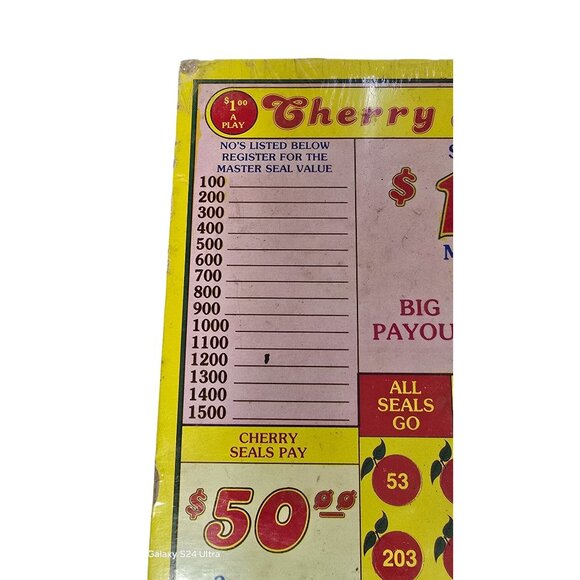 $1.00
A
PLAY
Cherry
NO'S LISTED BELOW
REGISTER FOR THE
MASTER SEAL VALUE
100
200
300
400
500
600
700
800
900
1000
1100
1200
1300
1400
1500
$
BIG
PAYOU
ALL
SEALS
GO
CHERRY
SEALS PAY
$50.00
53
203
Galaxy S24 Ultra